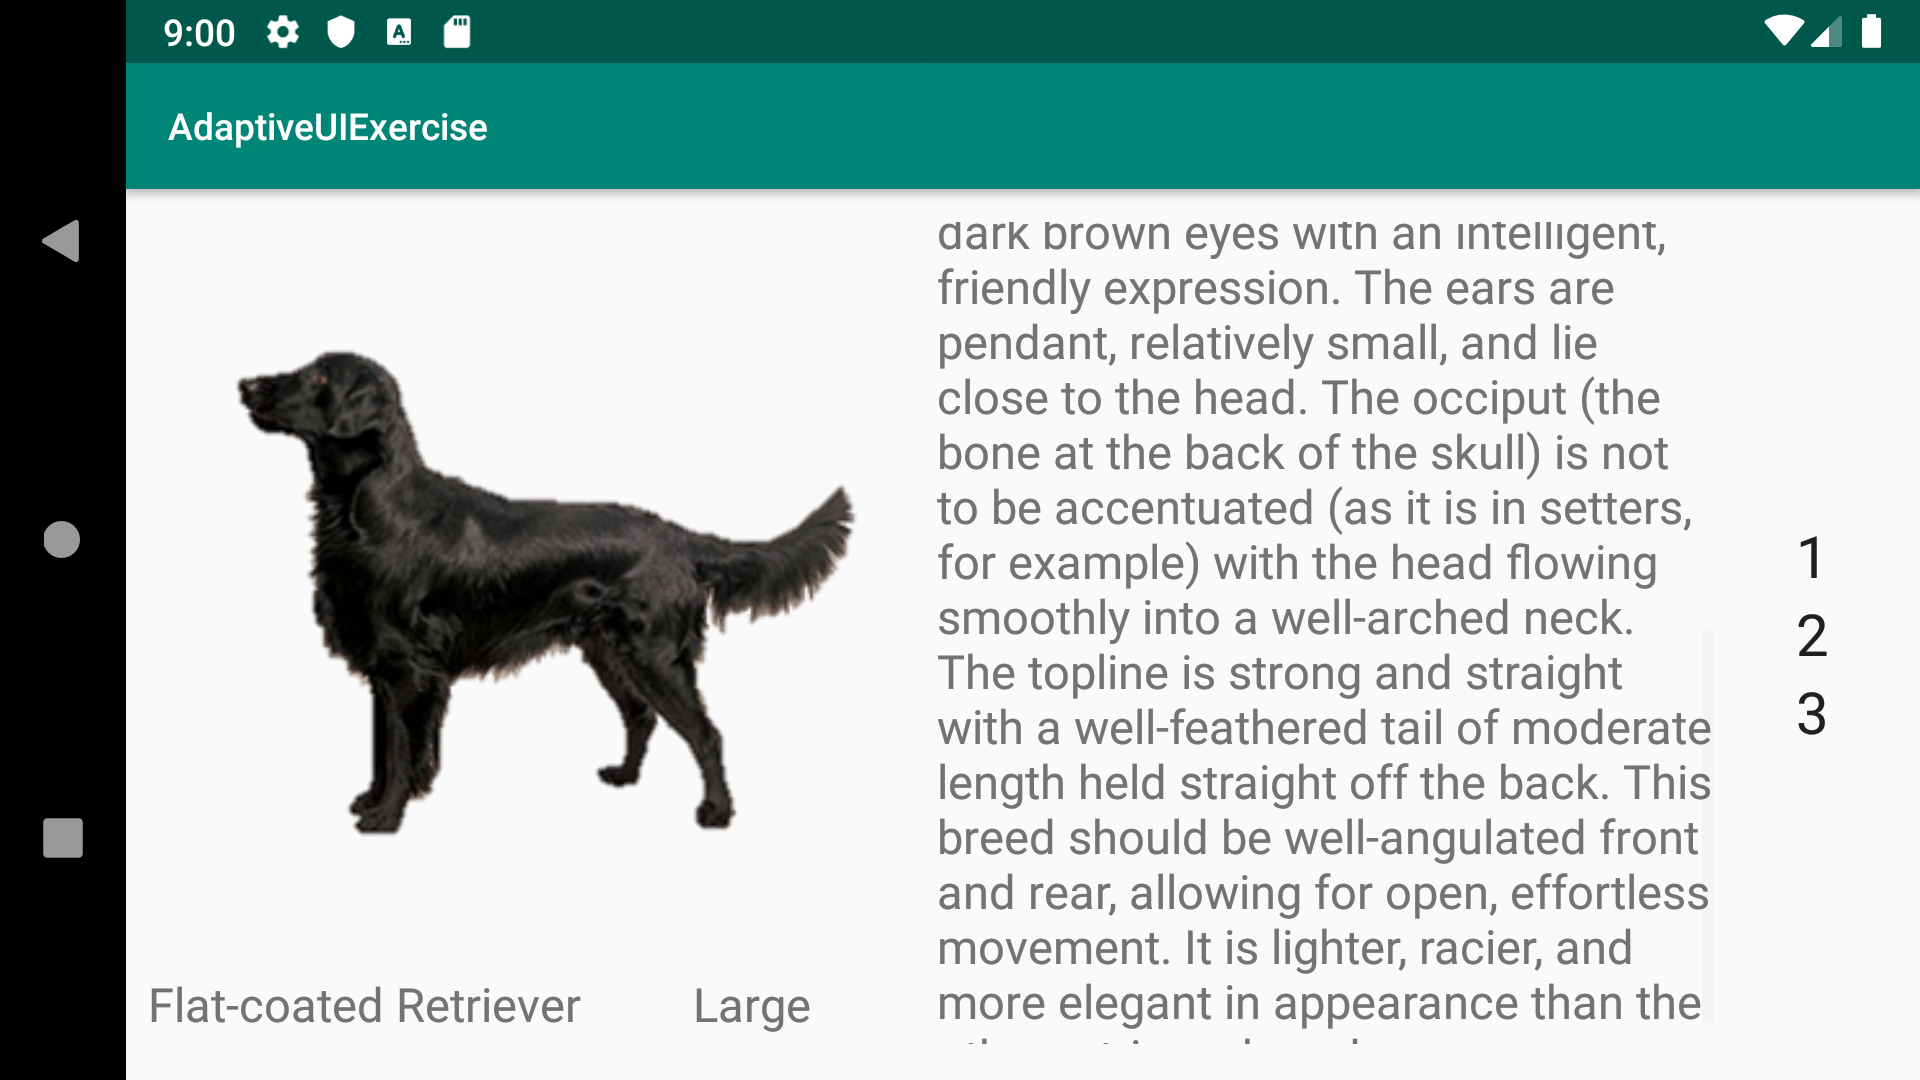 9:00
AdaptiveUIExercise
dark brown eyes with an intelligent,
friendly expression. The ears are
pendant, relatively small, and lie
close to the head. The occiput (the
bone at the back of the skull) is not
to be accentuated (as it is in setters,
for example) with the head flowing
smoothly into a well-arched neck.
The topline is strong and straight
with a well-feathered tail of moderate
length held straight off the back. This
breed should be well-angulated front
and rear, allowing for open, effortless
movement. It is lighter, racier, and
more elegant in appearance than the
1
2
3
Flat-coated Retriever
Large